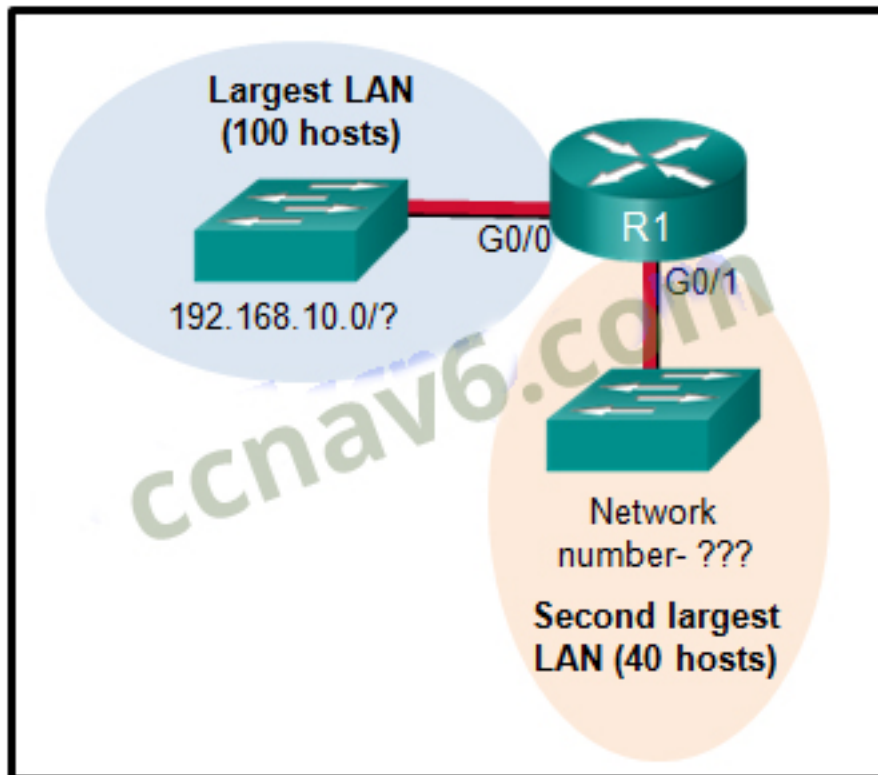 Largest LAN
(100 hosts)
R1
G0/0
G0/1
192.168.10.0/?
ccnav6.com
Network
number- ???
Second largest
LAN (40 hosts)